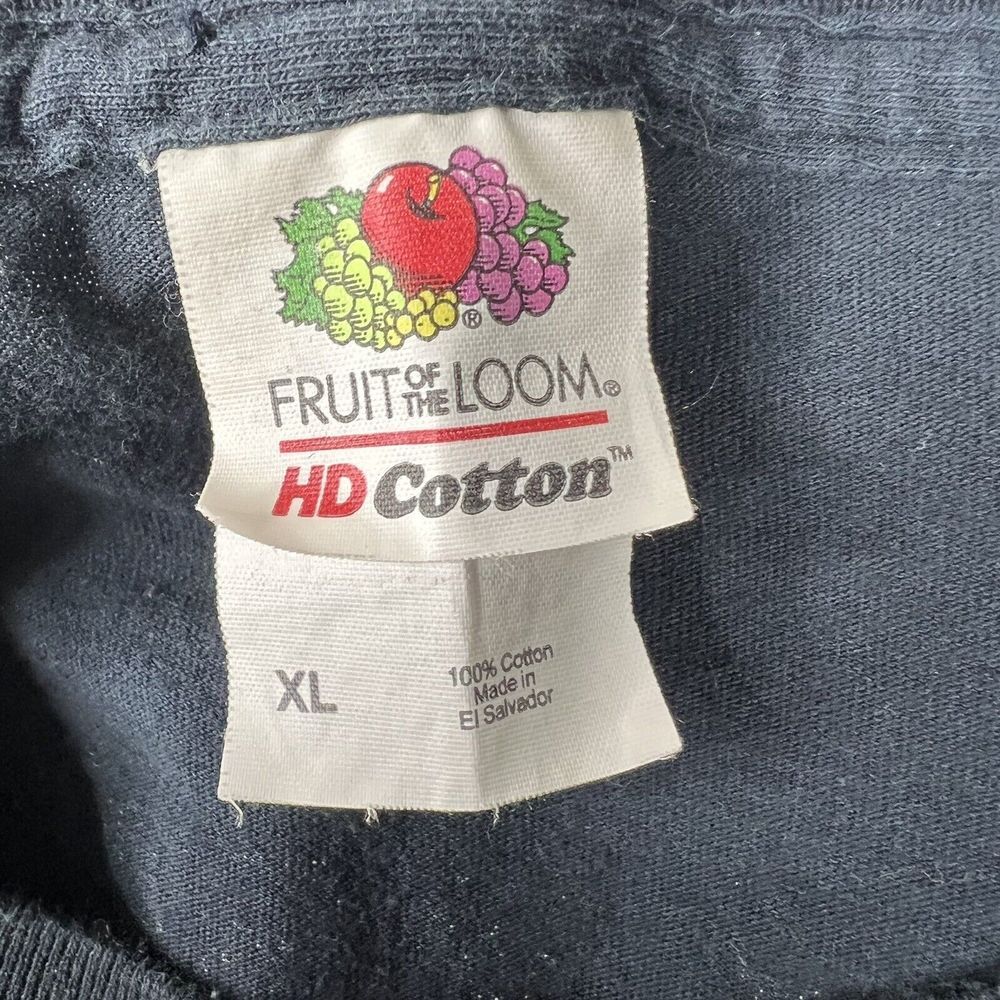 ®
FRUIT OF THE LOOM®
HD Cotton™
XL
100% Cotton
Made in
El Salvador